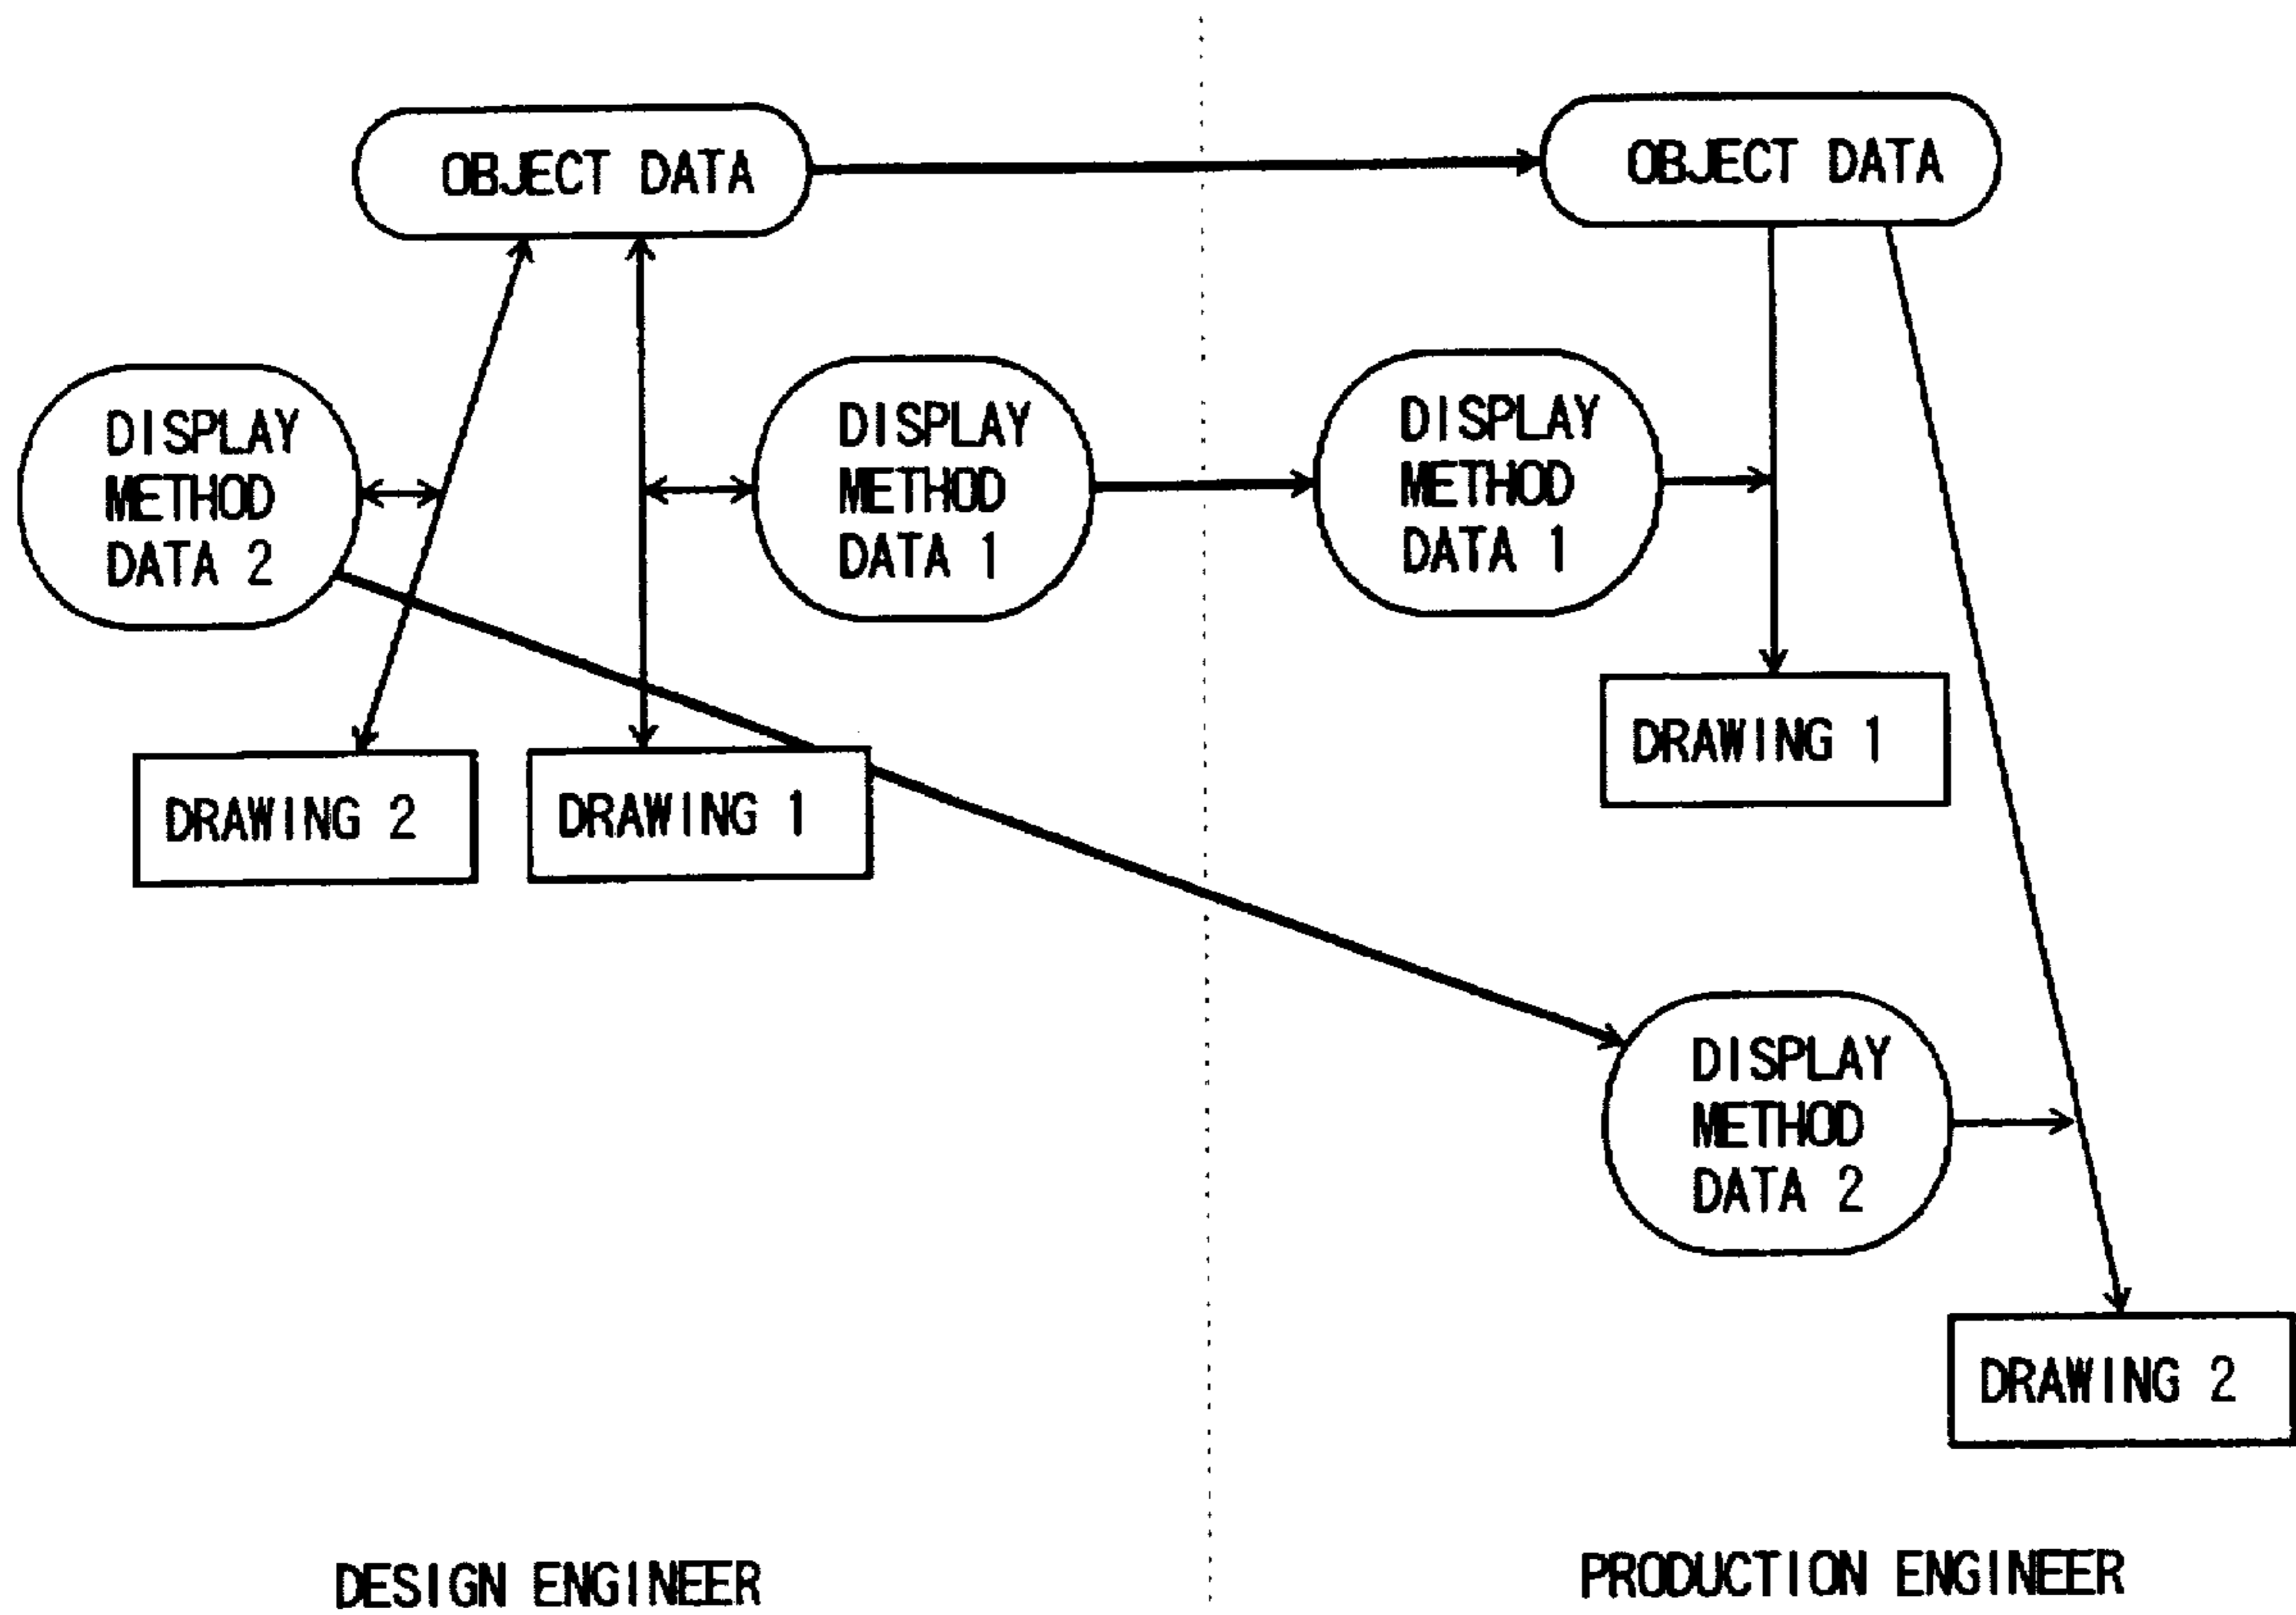 OBJECT DATA
OBJECT DATA
DISPLAY
METHOD
DATA 2
DISPLAY
METHOD
DATA 1
DISPLAY
METHOD
DATA 1
DRAWING 2
DRAWING 1
DRAWING 1
DISPLAY
METHOD
DATA 2
DRAWING 2
DESIGN ENGINEER
PRODUCTION ENGINEER